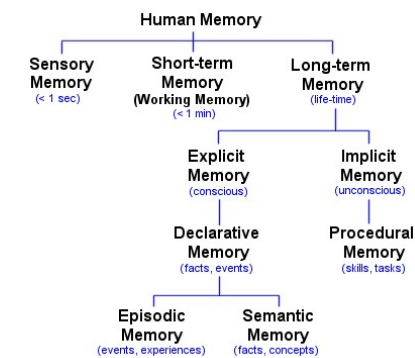 Human Memory
Sensory
Memory
(< 1 sec)
Short-term
Memory
(Working Memory)
(< 1 min)
Long-term
Memory
(life-time)
Explicit
Memory
(conscious)
Implicit
Memory
(unconscious)
Declarative
Memory
(facts, events)
Procedural
Memory
(skills, tasks)
Episodic
Memory
(events, experiences)
Semantic
Memory
(facts, concepts)